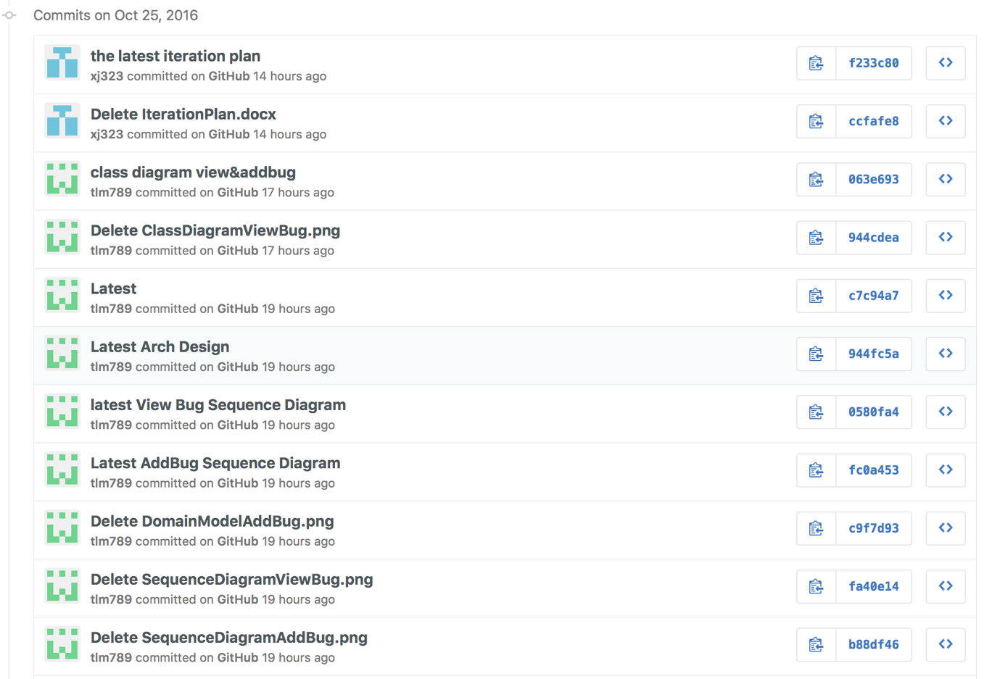 Commits on Oct 25, 2016
the latest iteration plan
xj323 committed on GitHub 14 hours ago
f233c80
Delete IterationPlan.docx
xj323 committed on GitHub 14 hours ago
ccfafe8
class diagram view&addbug
tlm789 committed on GitHub 17 hours ago
063e693
Delete ClassDiagramViewBug.png
tlm789 committed on GitHub 17 hours ago
944cdea
Latest
tlm789 committed on GitHub 19 hours ago
c7c94a7
Latest Arch Design
tlm789 committed on GitHub 19 hours ago
944fc5a
latest View Bug Sequence Diagram
tlm789 committed on GitHub 19 hours ago
0580fa4
Latest AddBug Sequence Diagram
tlm789 committed on GitHub 19 hours ago
fc0a453
Delete DomainModelAddBug.png
tlm789 committed on GitHub 19 hours ago
c9f7d93
Delete SequenceDiagramViewBug.png
tlm789 committed on GitHub 19 hours ago
fa40e14
Delete SequenceDiagramAddBug.png
tlm789 committed on GitHub 19 hours ago
b88df46